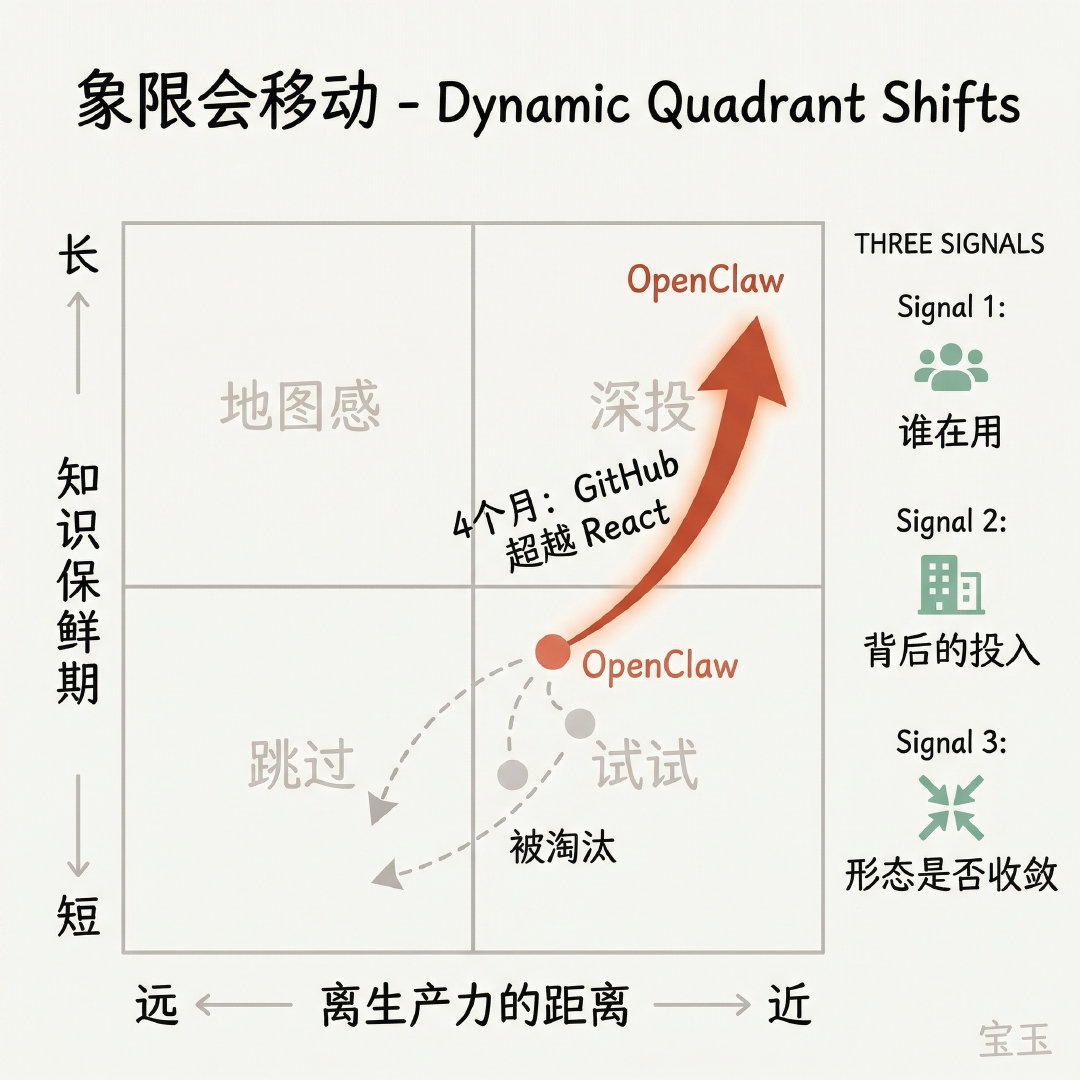 象限会移动 - Dynamic Quadrant Shifts
长
知识保鲜期
短
地图感
深投
OpenClaw
4个月：GitHub
超越 React
OpenClaw
跳过
试试
被淘汰
远
离生产力的距离
近
THREE SIGNALS
Signal 1:
谁在用
Signal 2:
背后的投入
Signal 3:
形态是否收敛
宝玉